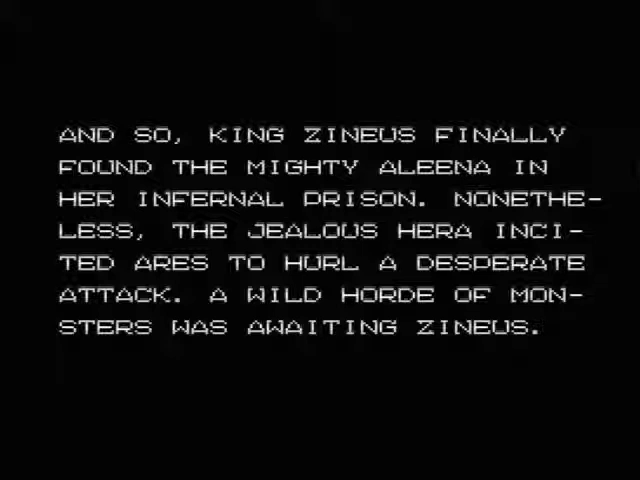 AND SO, KING ZINEUS FINALLY
FOUND THE MIGHTY ALEENA IN
HER INFERNAL PRISON. NONETHE-
LESS, THE JEALOUS HERA INCI-
TED ARES TO HURL A DESPERATE
ATTACK. A WILD HORDE OF MON-
STERS WAS AWAITING ZINEUS.